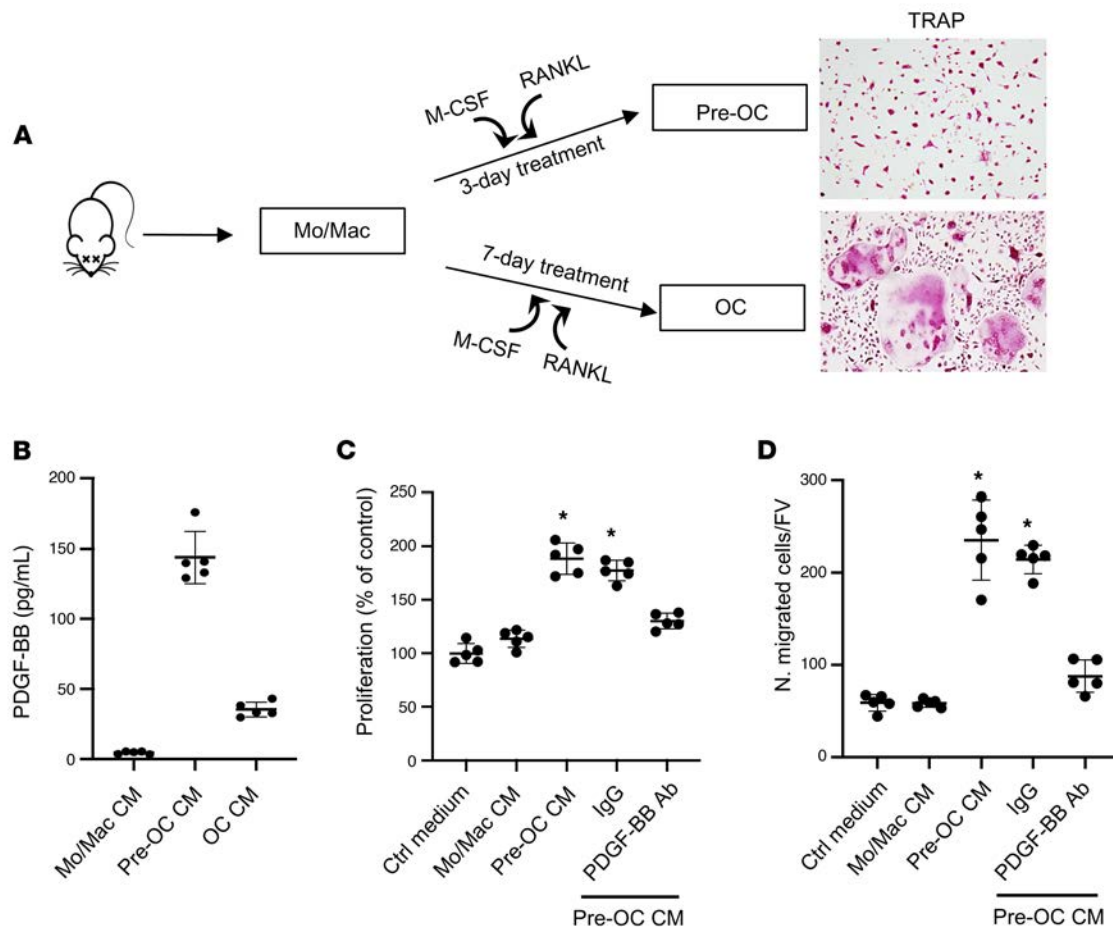 TRAP
A
M-CSF
RANKL
3-day treatment
Pre-OC
Mo/Mac
7-day treatment
M-CSF
RANKL
OC
B
PDGF-BB (pg/mL)
200
150
100
50
0
Mo/Mac CM
Pre-OC CM
OC CM
C
Proliferation (% of control)
250
200
150
100
50
0
*
*
Ctrl medium
Mo/Mac CM
Pre-OC CM
IgG
PDGF-BB Ab
Pre-OC CM
D
N. migrated cells/FV
300
200
100
0
*
*
Ctrl medium
Mo/Mac CM
Pre-OC CM
IgG
PDGF-BB Ab
Pre-OC CM